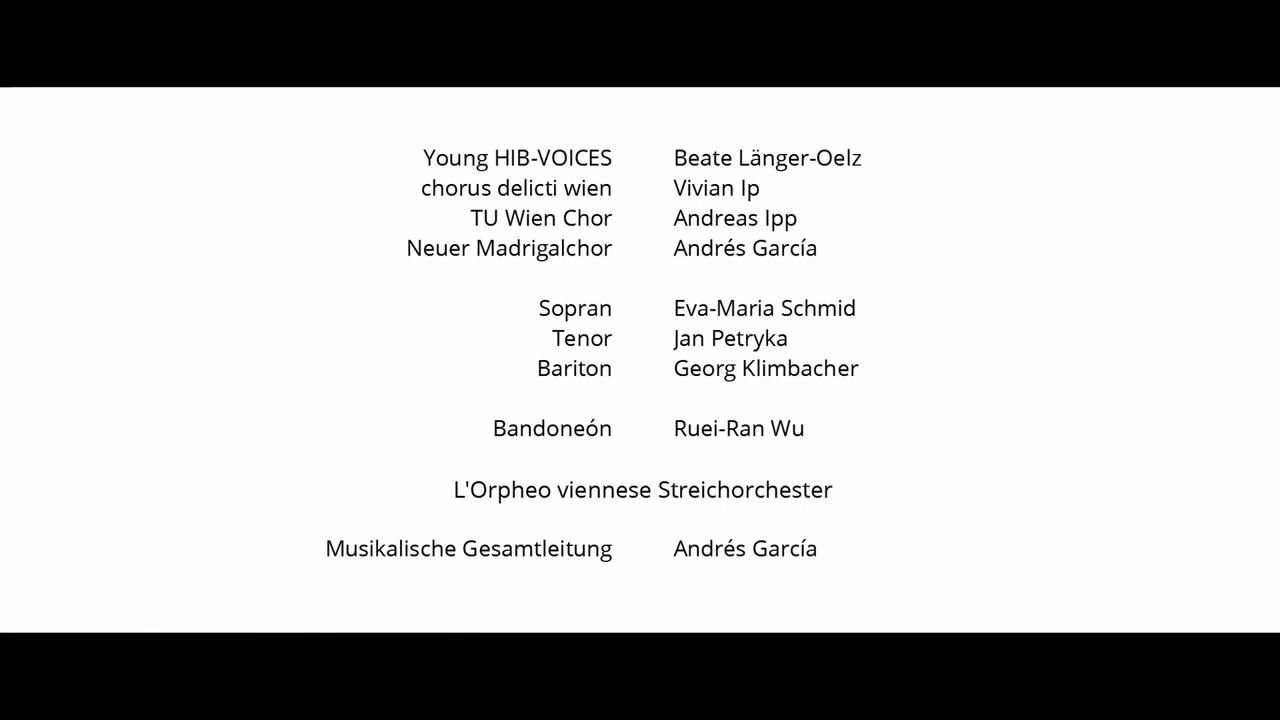 Young HIB-VOICES Beate Länger-Oelz
chorus delicti wien Vivian Ip
TU Wien Chor Andreas Ipp
Neuer Madrigalchor Andrés García
Sopran Eva-Maria Schmid
Tenor Jan Petryka
Bariton Georg Klimbacher
Bandoneón Ruei-Ran Wu
L'Orpheo viennese Streichorchester
Musikalische Gesamtleitung Andrés García